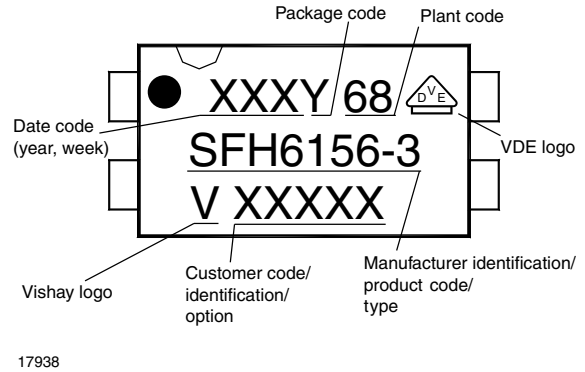 Package code
Plant code
XXXY 68
D V E
Date code
(year, week)
SFH6156-3
VDE logo
V XXXXX
Vishay logo
Customer code/
identification/
option
Manufacturer identification/
product code/
type
17938